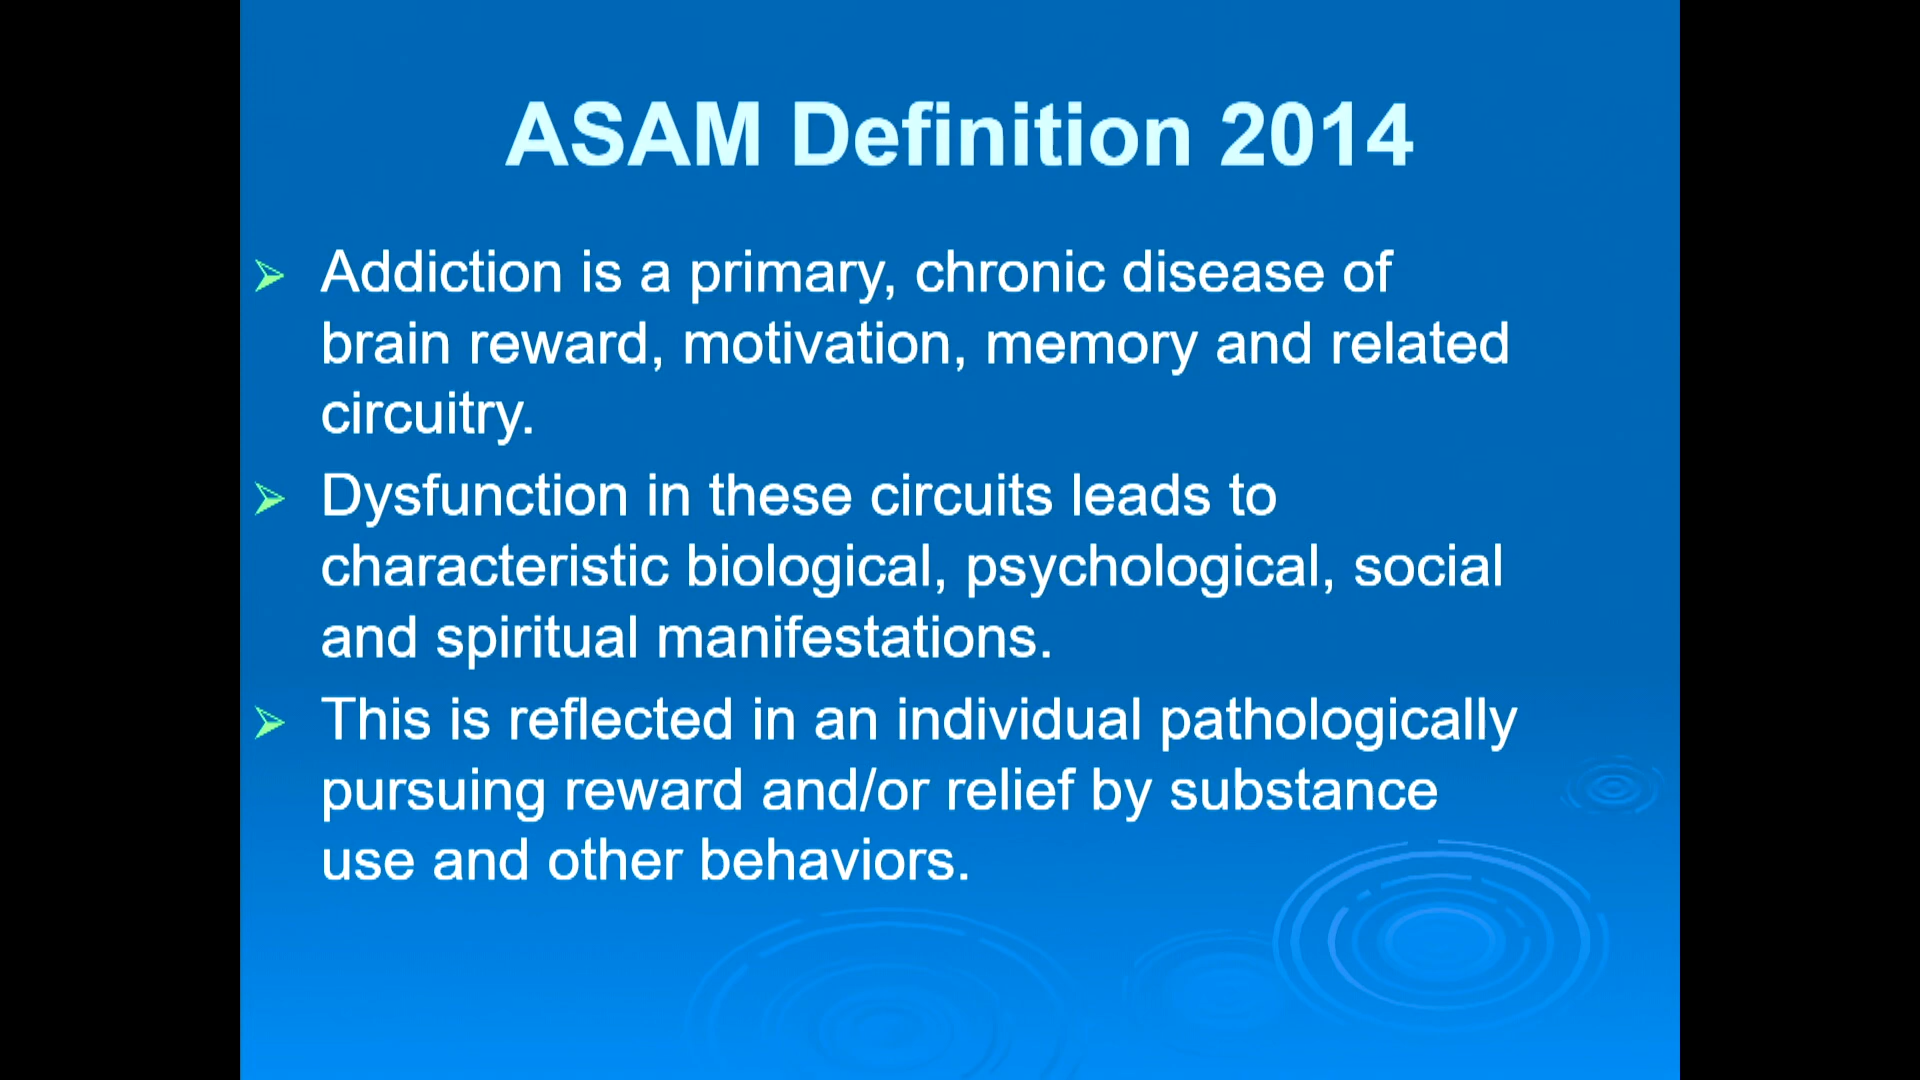 ASAM Definition 2014
Addiction is a primary, chronic disease of
brain reward, motivation, memory and related
circuitry.
Dysfunction in these circuits leads to
characteristic biological, psychological, social
and spiritual manifestations.
This is reflected in an individual pathologically
pursuing reward and/or relief by substance
use and other behaviors.